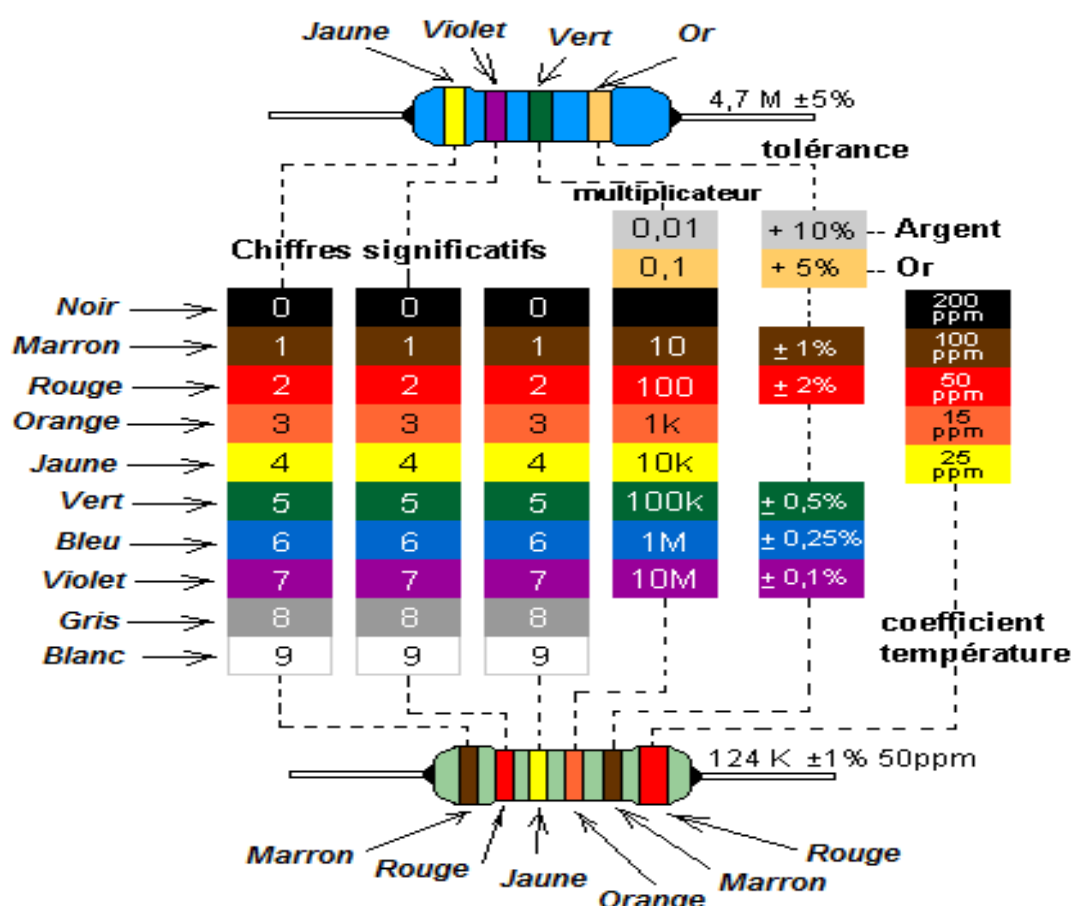 Jaune Violet Vert Or
4,7 M ±5%
tolérance
multiplicateur
0,01 + 10% Argent
Chiffres significatifs
0,1 + 5% Or
Noir 0 0 0 200 ppm
Marron 1 1 1 10 ± 1% 100 ppm
Rouge 2 2 2 100 ± 2% 50 ppm
Orange 3 3 3 1k 15 ppm
Jaune 4 4 4 10k 25 ppm
Vert 5 5 5 100k ± 0,5%
Bleu 6 6 6 1M ± 0,25%
Violet 7 7 7 10M ± 0,1%
Gris 8 8 8
Blanc 9 9 9
coefficient
température
124 K ±1% 50ppm
Marron Rouge Jaune Orange Marron Rouge